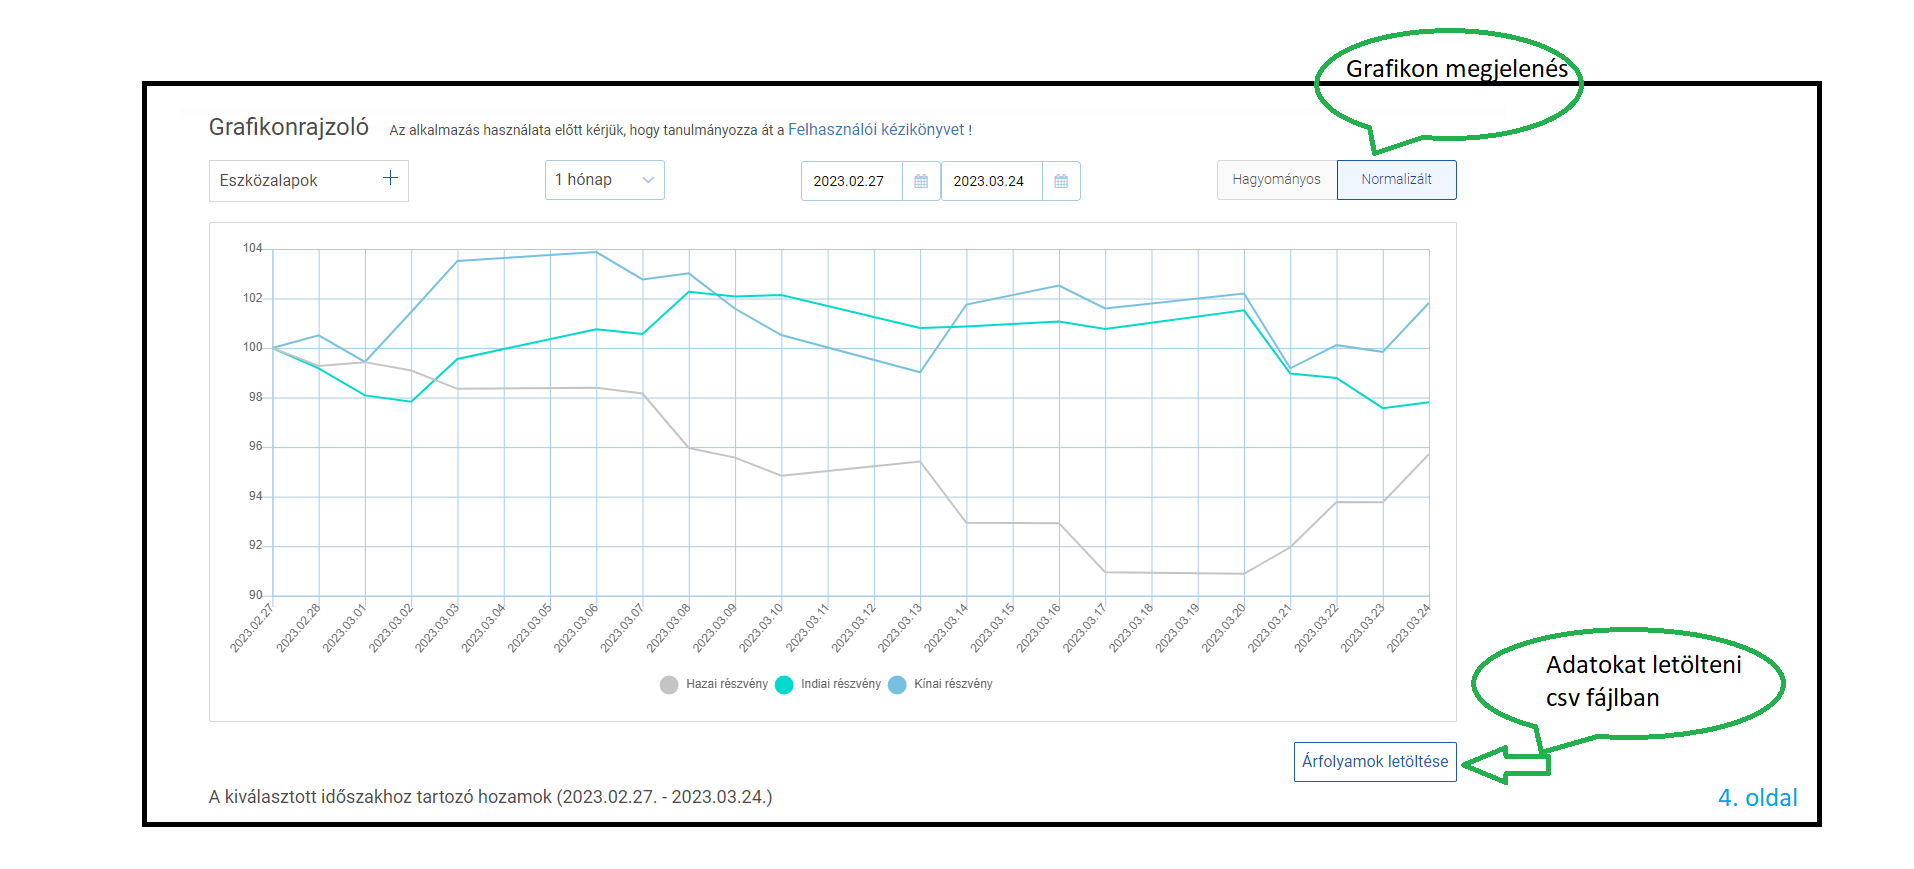 Grafikon megjelenés
Grafikonrajzoló Az alkalmazás használata előtt kérjük, hogy tanulmányozza át a Felhasználói kézikönyvet !
Eszközalapok + 1 hónap 2023.02.27 2023.03.24 Hagyományos Normalizált
104
102
100
98
96
94
92
90
2023.02.27 2023.02.28 2023.03.01 2023.03.02 2023.03.03 2023.03.04 2023.03.05 2023.03.06 2023.03.07 2023.03.08 2023.03.09 2023.03.10 2023.03.11 2023.03.12 2023.03.13 2023.03.14 2023.03.15 2023.03.16 2023.03.17 2023.03.18 2023.03.19 2023.03.20 2023.03.21 2023.03.22 2023.03.23 2023.03.24
Hazai részvény Indiai részvény Kínai részvény
Adatokat letölteni
csv fájlban
Árfolyamok letöltése
A kiválasztott időszakhoz tartozó hozamok (2023.02.27. - 2023.03.24.)
4. oldal